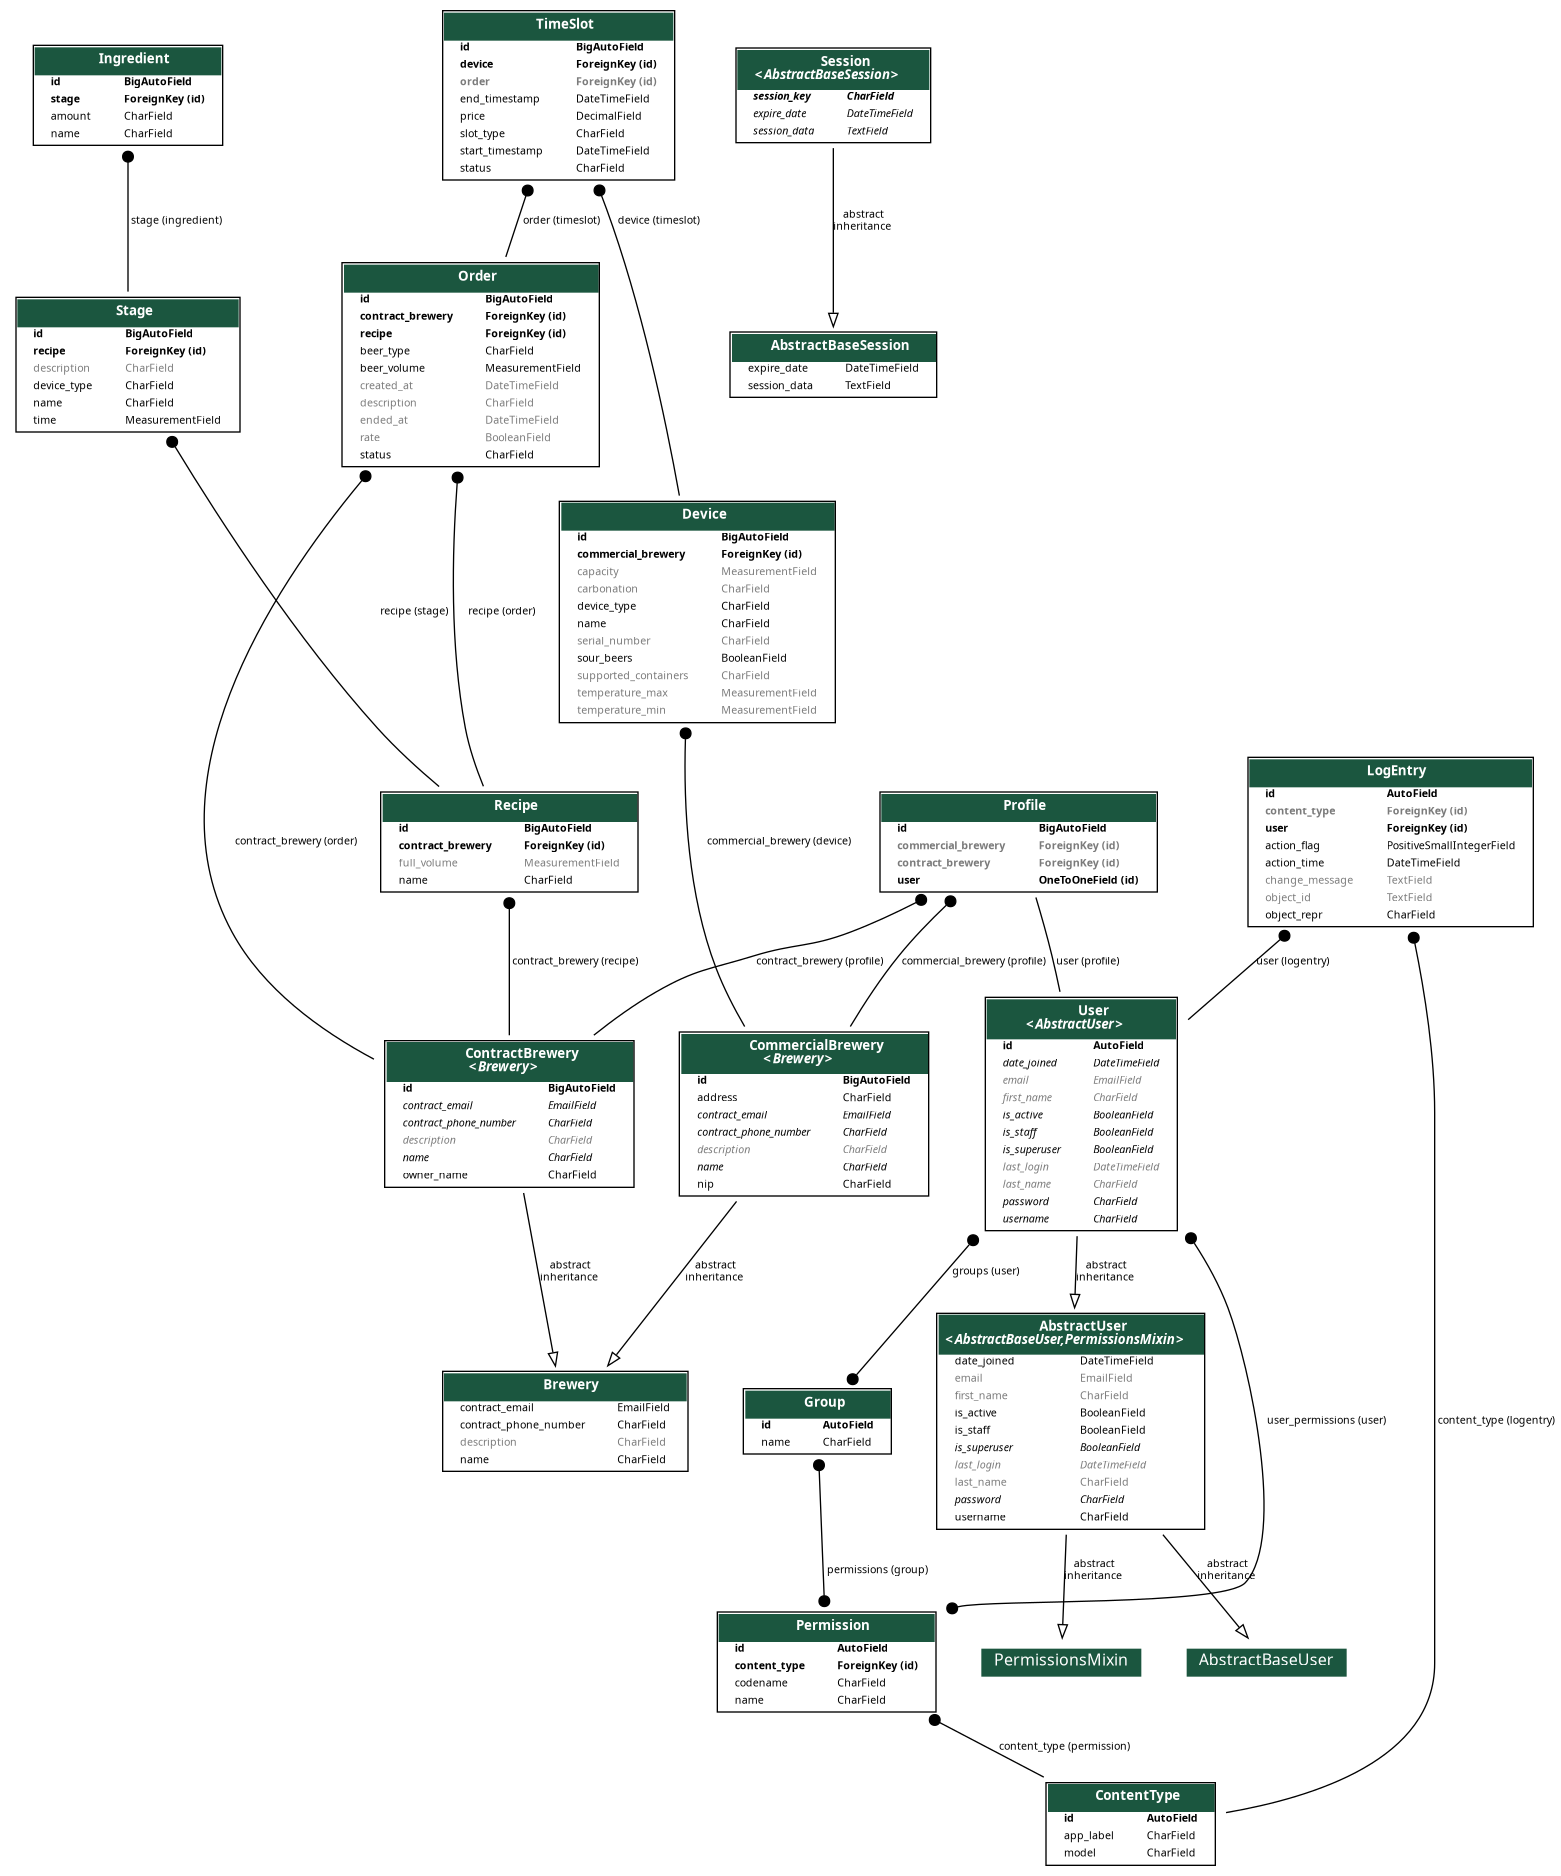 TimeSlot
id BigAutoField
device ForeignKey (id)
order ForeignKey (id)
end_timestamp DateTimeField
price DecimalField
slot_type CharField
start_timestamp DateTimeField
status CharField
Ingredient
id BigAutoField
stage ForeignKey (id)
amount CharField
name CharField
Session
<AbstractBaseSession>
session_key CharField
expire_date DateTimeField
session_data TextField
stage (ingredient)
order (timeslot)
device (timeslot)
abstract
inheritance
Stage
id BigAutoField
recipe ForeignKey (id)
description CharField
device_type CharField
name CharField
time MeasurementField
Order
id BigAutoField
contract_brewery ForeignKey (id)
recipe ForeignKey (id)
beer_type CharField
beer_volume MeasurementField
created_at DateTimeField
description CharField
ended_at DateTimeField
rate BooleanField
status CharField
AbstractBaseSession
expire_date DateTimeField
session_data TextField
Device
id BigAutoField
commercial_brewery ForeignKey (id)
capacity MeasurementField
carbonation CharField
device_type CharField
name CharField
serial_number CharField
sour_beers BooleanField
supported_containers CharField
temperature_max MeasurementField
temperature_min MeasurementField
recipe (stage)
recipe (order)
contract_brewery (order)
commercial_brewery (device)
Recipe
id BigAutoField
contract_brewery ForeignKey (id)
full_volume MeasurementField
name CharField
Profile
id BigAutoField
commercial_brewery ForeignKey (id)
contract_brewery ForeignKey (id)
user OneToOneField (id)
LogEntry
id AutoField
content_type ForeignKey (id)
user ForeignKey (id)
action_flag PositiveSmallIntegerField
action_time DateTimeField
change_message TextField
object_id TextField
object_repr CharField
contract_brewery (recipe)
contract_brewery (profile)
commercial_brewery (profile)
user (profile)
user (logentry)
ContractBrewery
<Brewery>
id BigAutoField
contract_email EmailField
contract_phone_number CharField
description CharField
name CharField
owner_name CharField
CommercialBrewery
<Brewery>
id BigAutoField
address CharField
contract_email EmailField
contract_phone_number CharField
description CharField
name CharField
nip CharField
User
<AbstractUser>
id AutoField
date_joined DateTimeField
email EmailField
first_name CharField
is_active BooleanField
is_staff BooleanField
is_superuser BooleanField
last_login DateTimeField
last_name CharField
password CharField
username CharField
abstract
inheritance
abstract
inheritance
groups (user)
abstract
inheritance
Brewery
contract_email EmailField
contract_phone_number CharField
description CharField
name CharField
Group
id AutoField
name CharField
AbstractUser
<AbstractBaseUser,PermissionsMixin>
date_joined DateTimeField
email EmailField
first_name CharField
is_active BooleanField
is_staff BooleanField
is_superuser BooleanField
last_login DateTimeField
last_name CharField
password CharField
username CharField
user_permissions (user)
content_type (logentry)
permissions (group)
abstract
inheritance
abstract
inheritance
Permission
id AutoField
content_type ForeignKey (id)
codename CharField
name CharField
PermissionsMixin
AbstractBaseUser
content_type (permission)
ContentType
id AutoField
app_label CharField
model CharField